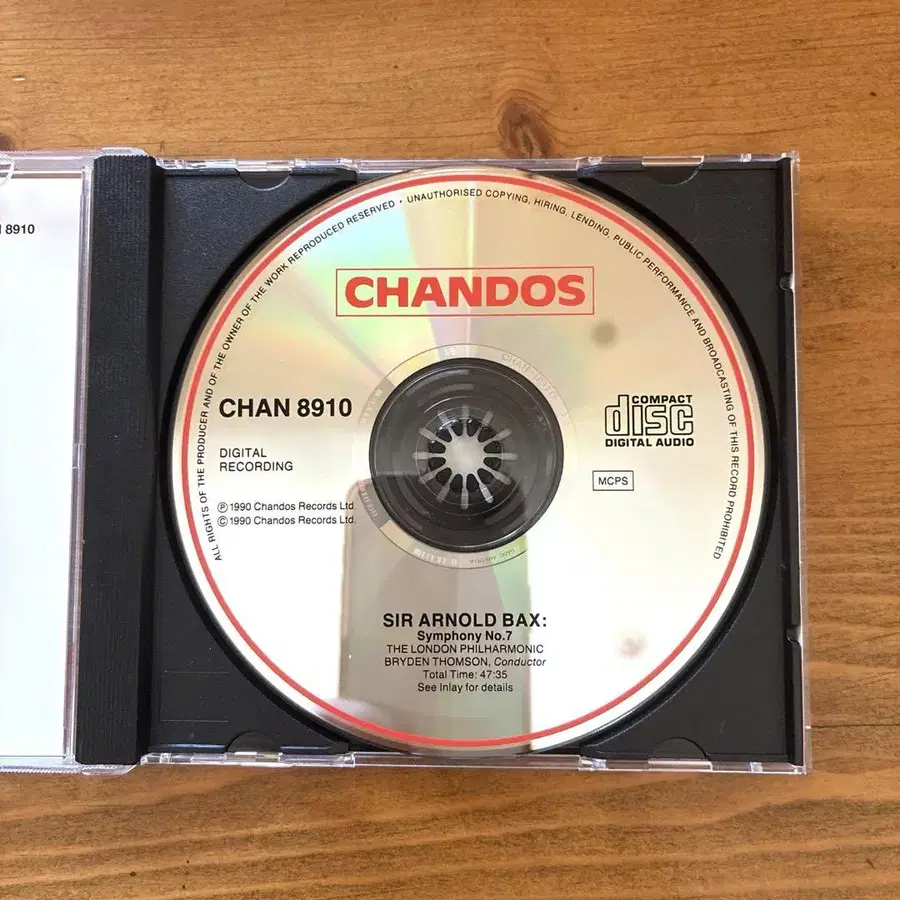 8910
ALL RIGHTS OF THE PRODUCER AND OF THE OWNER OF THE WORK REPRODUCED RESERVED • UNAUTHORISED COPYING, HIRING, LENDING, PUBLIC PERFORMANCE AND BROADCASTING OF THIS RECORD PROHIBITED
CHANDOS
CHAN 8910
COMPACT
disc
DIGITAL AUDIO
DIGITAL
RECORDING
MCPS
℗ 1990 Chandos Records Ltd.
© 1990 Chandos Records Ltd.
SIR ARNOLD BAX:
Symphony No.7
THE LONDON PHILHARMONIC
BRYDEN THOMSON, Conductor
Total Time: 47:35
See Inlay for details